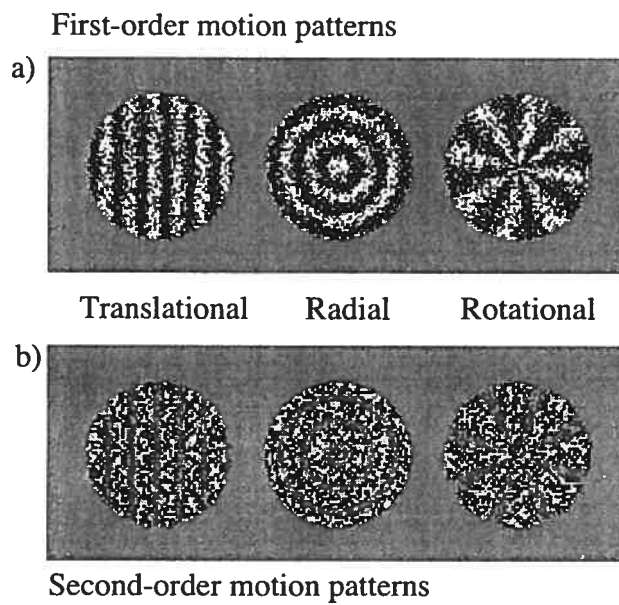 First-order motion patterns
a)
Translational Radial Rotational
b)
Second-order motion patterns